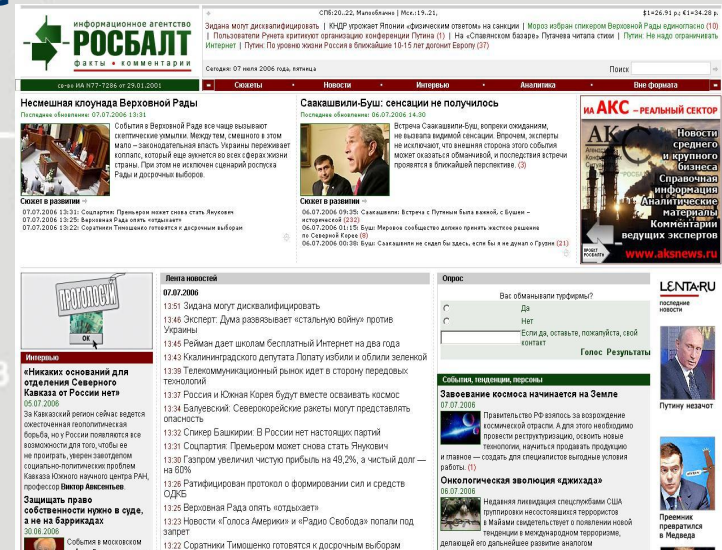 информационное агентство
РОСБАЛТ
факты • комментарии
св-во ИА №77-7286 от 29.01.2001
СПб:20..22, Малооблачно | Мск.:19..21,
$1=26.91 р.; €1=34.28 р.
Зидана могут дисквалифицировать | КНДР угрожает Японии «физическим ответом» на санкции | Мороз избран спикером Верховной Рады единогласно (10)
| Пользователи Рунета критикуют организацию конференции Путина (1) | На «Славянском базаре» Путачева читала стихи | Путин: Не надо ограничивать
Интернет | Путин: По уровню жизни Россия в ближайшие 10-15 лет догонит Европу (37)
Сегодня: 07 июля 2006 года, пятница
Поиск
Сюжеты • Новости • Интервью • Аналитика • Вне формата
Несмешная клоунада Верховной Рады
Последнее обновление: 07.07.2006 13:31
События в Верховной Раде все чаще вызывают
скептические ухмылки. Между тем, смешного в этом
мало – законодательная власть Украины переживает
коллапс, который еще аукнется во всех сферах жизни
страны. При этом не исключен сценарий роспуска
Рады и досрочных выборов.
Сюжет в развитии
07.07.2006 13:31: Соцпартия: Премьером может снова стать Янукович
07.07.2006 13:25: Верховная Рада опять «отдыхает»
07.07.2006 13:22: Соратники Тимошенко готовятся к досрочным выборам
Саакашвили-Буш: сенсации не получилось
Последнее обновление: 06.07.2006 14:30
Встреча Саакашвили-Буш, вопреки ожиданиям,
не вызвала видимой сенсации. Впрочем, эксперты
не исключают, что внешняя сторона этого события
может оказаться обманчивой, и последствия встречи
проявятся в ближайшей перспективе. (3)
Сюжет в развитии
06.07.2006 09:35: Саакашвили: Встреча с Путиным была важной, с Бушем –
исторической (232)
06.07.2006 01:15: Буш: Мировое сообщество должно принять жесткое решение
по Северной Корее (8)
06.07.2006 00:38: Буш: Саакашвили не сидел бы здесь, если бы я не думал о Грузии (21)
ИА АКС – РЕАЛЬНЫЙ СЕКТОР
АКС
Новости
среднего
и крупного
бизнеса
Справочная
информация
Аналитические
материалы
Комментарии
ведущих экспертов
ПРОЕКТ
РОСБАЛТ
www.aksnews.ru
ПРОГОЛОСУЙ
OK
Интервью
«Никаких оснований для
отделения Северного
Кавказа от России нет»
05.07.2006
За Кавказский регион сейчас ведется
ожесточенная геополитическая
борьба, но у России появляются все
возможности для того, чтобы ее
не проиграть, уверен завотделом
социально-политических проблем
Кавказа Южного научного центра РАН,
профессор Виктор Авксентьев.
Защищать право
собственности нужно в суде,
а не на баррикадах
30.06.2006
События в московском
Лента новостей
07.07.2006
13:51 Зидана могут дисквалифицировать
13:46 Эксперт: Дума развязывает «стальную войну» против
Украины
13:45 Рейман дает школам бесплатный Интернет на два года
13:43 Ккалининградского депутата Лопату избили и облили зеленкой
13:39 Телекоммуникационный рынок идет в сторону передовых
технологий
13:37 Россия и Южная Корея будут вместе осваивать космос
13:34 Балуевский: Северокорейские ракеты могут представлять
опасность
13:32 Спикер Башкирии: В России нет настоящих партий
13:31 Соцпартия: Премьером может снова стать Янукович
13:30 Газпром увеличил чистую прибыль на 49,2%, а чистый долг —
на 60%
13:26 Ратифицирован протокол о формировании сил и средств
ОДКБ
13:25 Верховная Рада опять «отдыхает»
13:23 Новости «Голоса Америки» и «Радио Свобода» попали под
запрет
13:22 Соратники Тимошенко готовятся к досрочным выборам
Опрос
Вас обманывали турфирмы?
Да
Нет
Если да, оставьте, пожалуйста, свой
контакт
Голос Результаты
События, тенденции, персоны
Завоевание космоса начинается на Земле
07.07.2006
Правительство РФ взялось за возрождение
космической отрасли. А для этого необходимо
провести реструктуризацию, освоить новые
технологии, научиться продавать продукцию
и главное — создать для специалистов выгодные условия
работы. (1)
Онкологическая эволюция «джихада»
06.07.2006
Недавняя ликвидация спецслужбами США
группировки несостоявшихся террористов
в Майами свидетельствует о появлении новой
тенденции в международном терроризме,
делающей его дальнейшее развитие аналогом
LЄNTA·RU
последние
новости
Путину незачот
Преемник
превратился
в Медведа